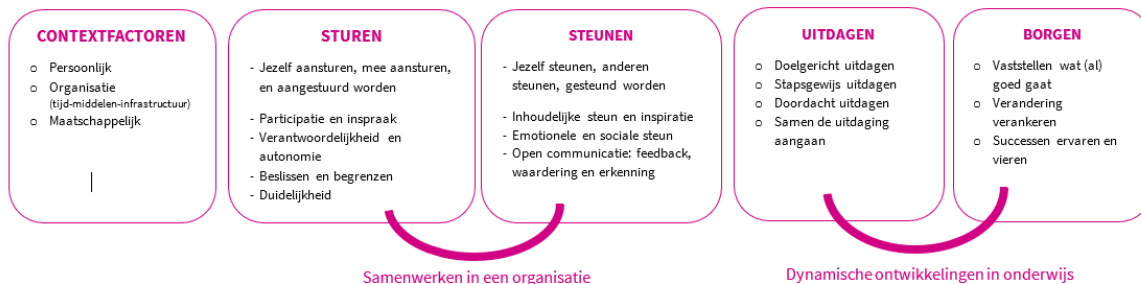 CONTEXTFACTOREN
o Persoonlijk
o Organisatie
(tijd-middelen-infrastructuur)
o Maatschappelijk
STUREN
- Jezelf aansturen, mee aansturen,
en aangestuurd worden
- Participatie en inspraak
- Verantwoordelijkheid en
autonomie
- Beslissen en begrenzen
- Duidelijkheid
STEUNEN
- Jezelf steunen, anderen
steunen, gesteund worden
- Inhoudelijke steun en inspiratie
- Emotionele en sociale steun
- Open communicatie: feedback,
waardering en erkenning
UITDAGEN
o Doelgericht uitdagen
o Stapsgewijs uitdagen
o Doordacht uitdagen
o Samen de uitdaging
aangaan
BORGEN
o Vaststellen wat (al)
goed gaat
o Verandering
verankeren
o Successen ervaren en
vieren
Samenwerken in een organisatie
Dynamische ontwikkelingen in onderwijs